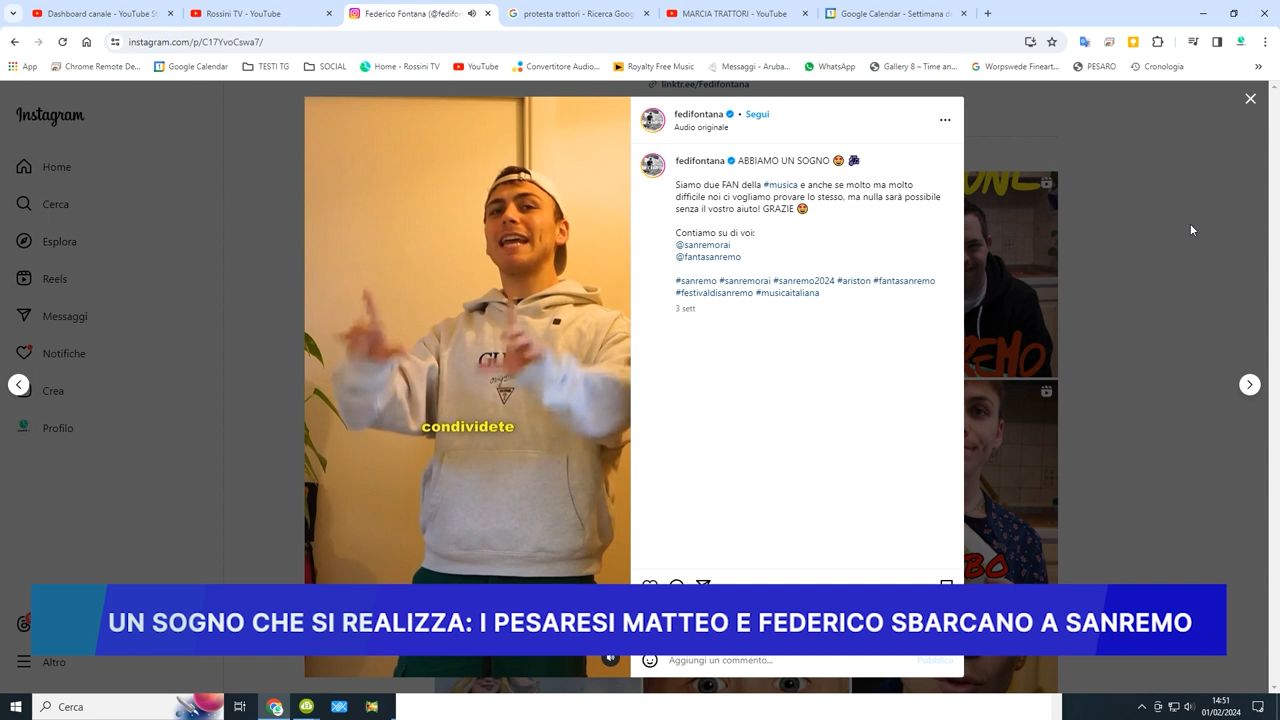 Dominio canale - YouTube St
Rossini TV - YouTube
Federico Fontana (@fedifor
protesta trattori - Ricerca Goog
MARCIA TRATTORI - YouTube
Google Calendar - Settimana d
instagram.com/p/C17YvoCswa7/
App
Chrome Remote De...
Google Calendar
TESTI TG
SOCIAL
Home - Rossini TV
YouTube
Convertitore Audio...
Royalty Free Music
Messaggi - Aruba...
WhatsApp
Gallery 8 – Time an...
Worpswede Fineart...
PESARO
Cronologia
linktr.ee/Fedifontana
Instagram
Home
Cerca
Esplora
Reels
Messaggi
Notifiche
Crea
Profilo
Altro
fedifontana • Segui
Audio originale
fedifontana ABBIAMO UN SOGNO
Siamo due FAN della #musica e anche se molto ma molto
difficile noi ci vogliamo provare lo stesso, ma nulla sarà possibile
senza il vostro aiuto! GRAZIE
Contiamo su di voi:
@sanremorai
@fantasanremo
#sanremo #sanremorai #sanremo2024 #ariston #fantasanremo
#festivaldisanremo #musicaitaliana
3 sett
condividete
UN SOGNO CHE SI REALIZZA: I PESARESI MATTEO E FEDERICO SBARCANO A SANREMO
Aggiungi un commento...
Pubblica
Cerca
14:51
01/02/2024